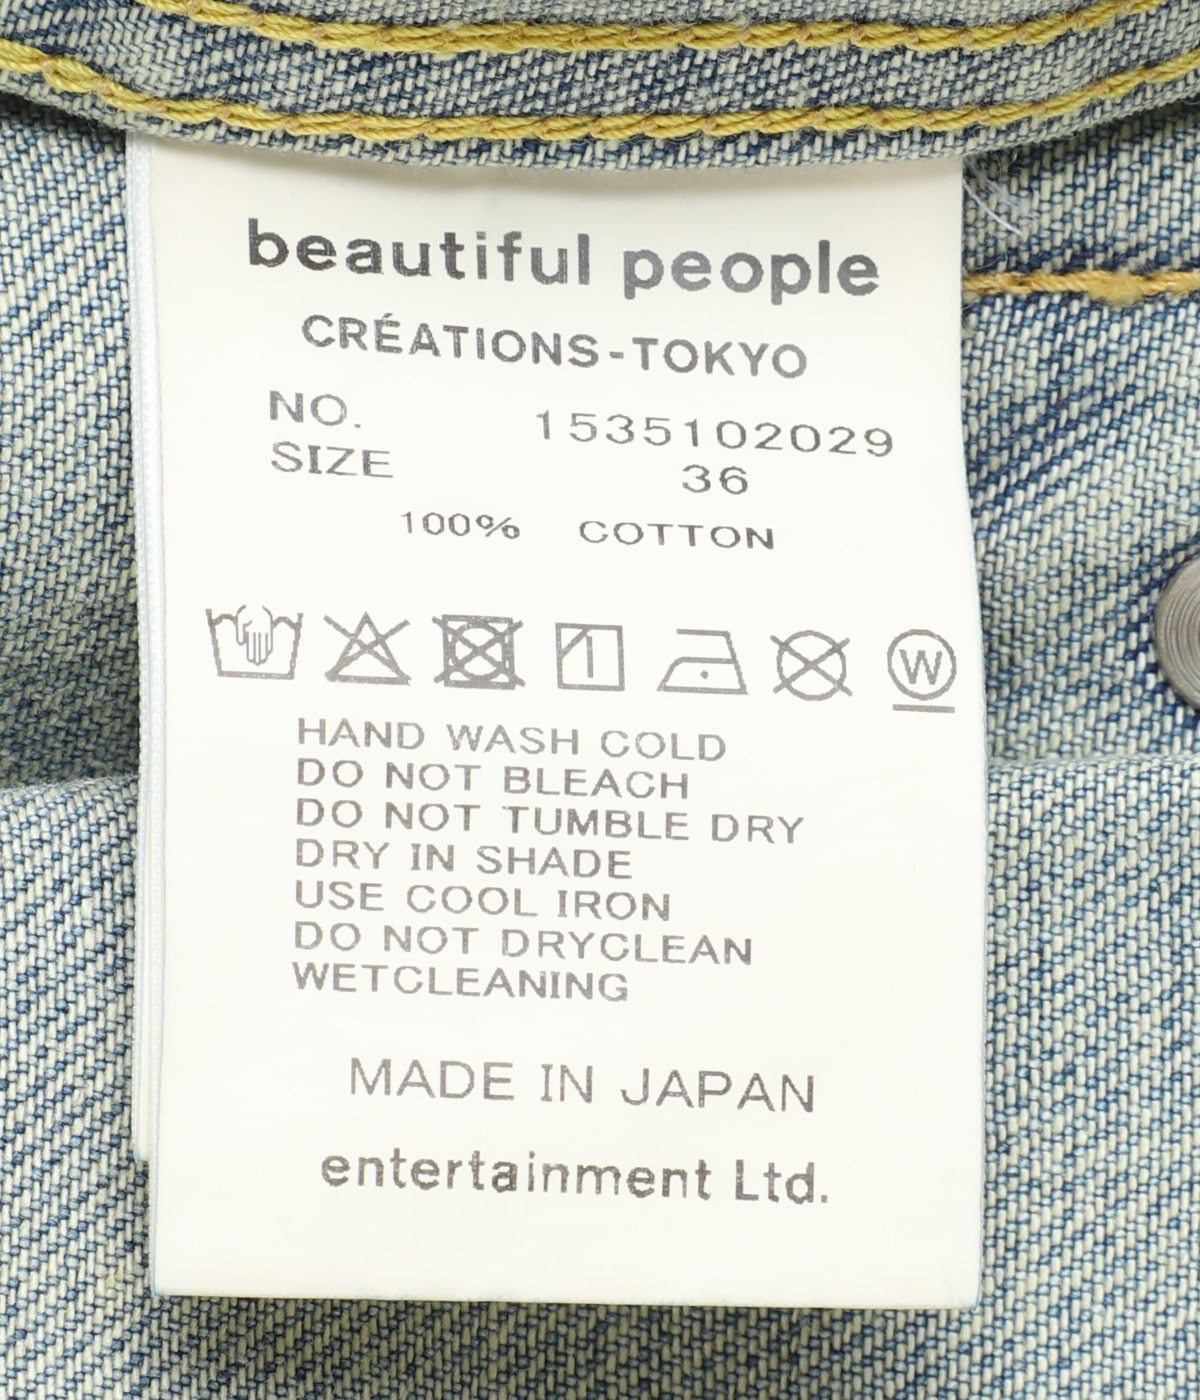 beautiful people
CRÉATIONS-TOKYO
NO. 1535102029
SIZE 36
100% COTTON
W
HAND WASH COLD
DO NOT BLEACH
DO NOT TUMBLE DRY
DRY IN SHADE
USE COOL IRON
DO NOT DRYCLEAN
WETCLEANING
MADE IN JAPAN
entertainment Ltd.